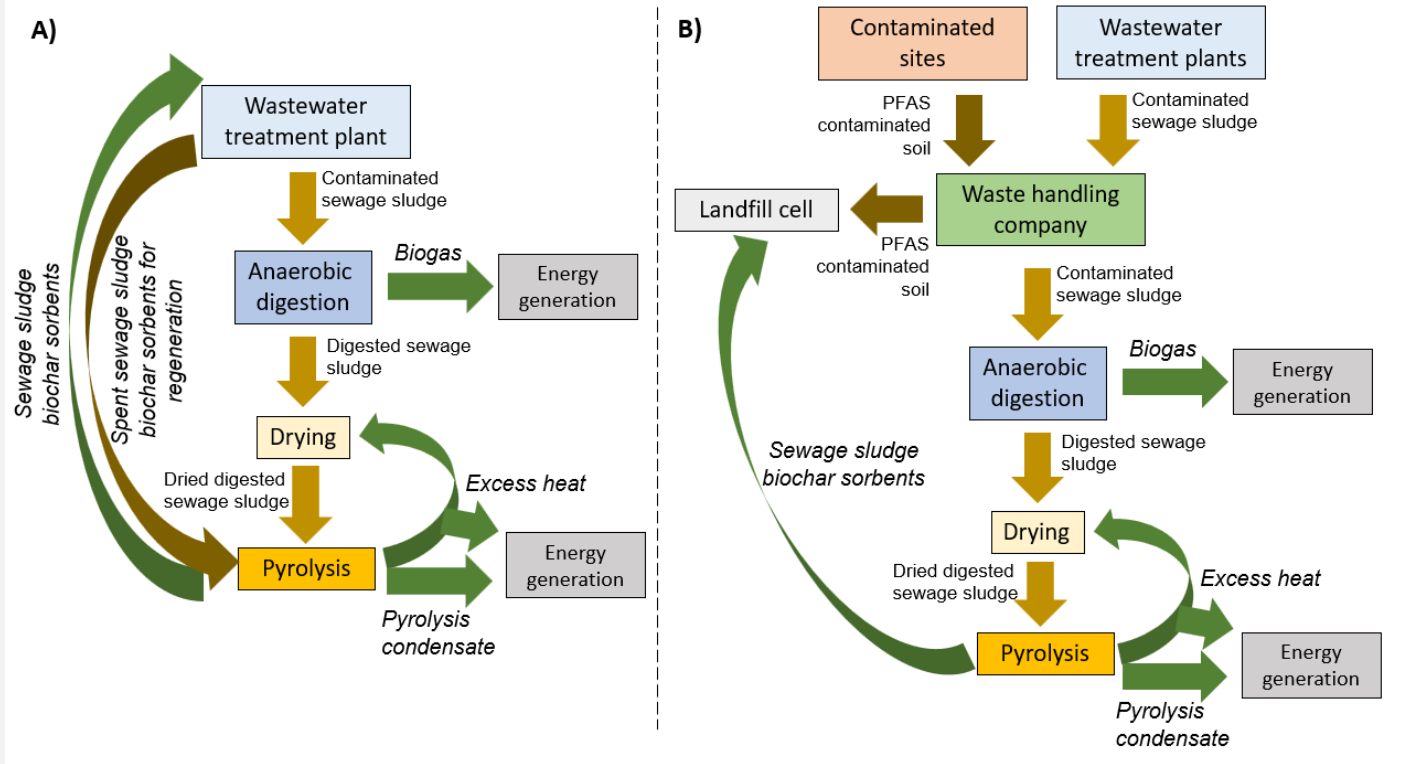 A)
Wastewater
treatment plant
Contaminated
sewage sludge
Anaerobic
digestion
Biogas
Energy
generation
Digested sewage
sludge
Drying
Dried digested
sewage sludge
Excess heat
Pyrolysis
Energy
generation
Pyrolysis
condensate
Sewage sludge
biochar sorbents
Spent sewage sludge
biochar sorbents for
regeneration
B)
Contaminated
sites
Wastewater
treatment plants
PFAS
contaminated
soil
Contaminated
sewage sludge
Landfill cell
Waste handling
company
PFAS
contaminated
soil
Contaminated
sewage sludge
Anaerobic
digestion
Biogas
Energy
generation
Digested sewage
sludge
Sewage sludge
biochar sorbents
Drying
Dried digested
sewage sludge
Excess heat
Pyrolysis
Energy
generation
Pyrolysis
condensate